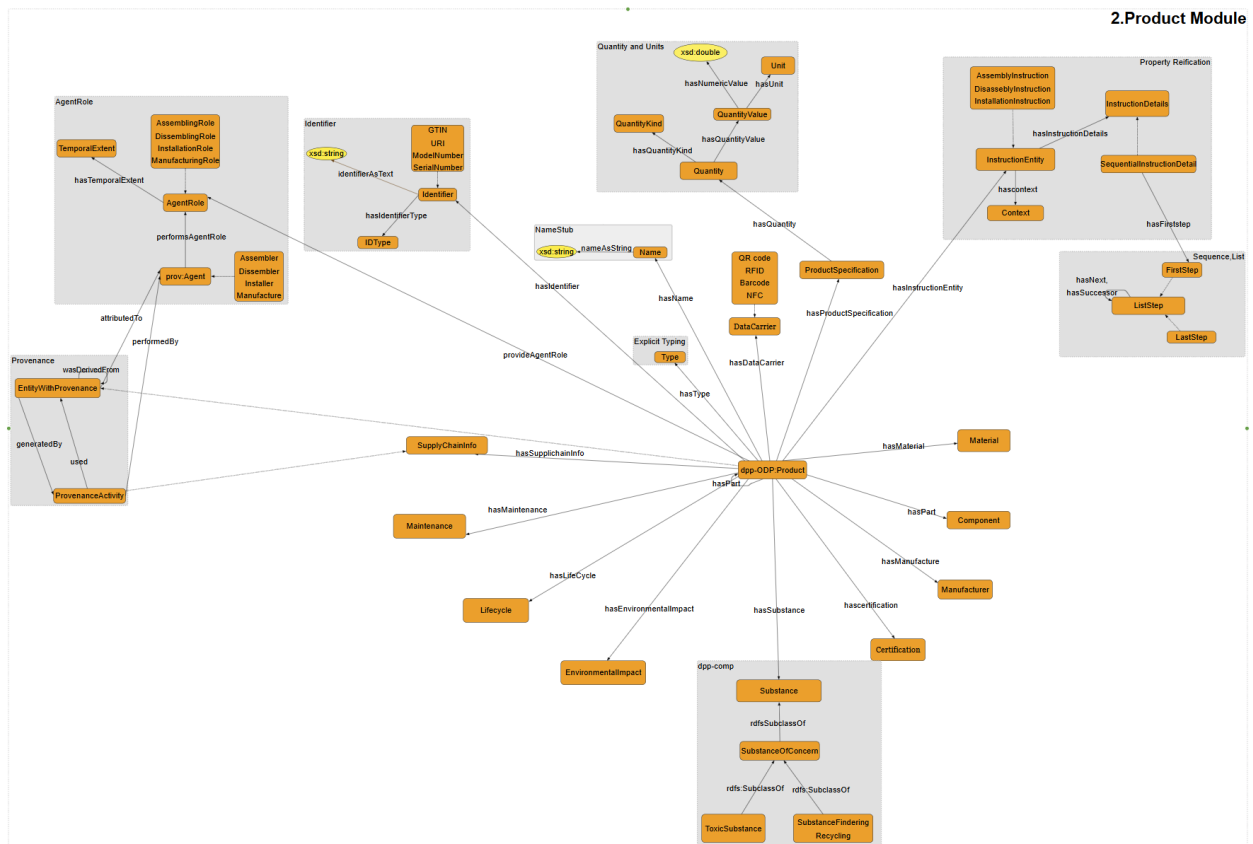 2.Product Module
Quantity and Units
xsd:double
Unit
hasNumericValue
hasUnit
QuantityKind
QuantityValue
hasQuantityKind
hasQuantityValue
Quantity
hasQuantity
Property Reification
AssemblyInstruction
DisasseblyInstruction
InstallationInstruction
InstructionDetails
hasInstructionDetails
InstructionEntity
SequentialInstructionDetail
hascontext
Context
hasFirststep
Sequence,List
FirstStep
hasNext,
hasSuccessor
ListStep
LastStep
AgentRole
AssemblingRole
DissemblingRole
InstallationRole
ManufacturingRole
TemporalExtent
hasTemporalExtent
AgentRole
performsAgentRole
prov:Agent
Assembler
Dissembler
Installer
Manufacture
attributedTo
performedBy
Identifier
GTIN
URI
ModelNumber
SerialNumber
xsd:string
identifierAsText
Identifier
hasIdentifierType
IDType
NameStub
xsd:string
nameAsString
Name
hasIdentifier
hasName
QR code
RFID
Barcode
NFC
DataCarrier
hasDataCarrier
ProductSpecification
hasProductSpecification
hasInstructionEntity
Explicit Typing
Type
hasType
provideAgentRole
Provenance
wasDerivedFrom
EntityWithProvenance
generatedBy
used
ProvenanceActivity
SupplyChainInfo
hasSupplichainInfo
dpp-ODP:Product
hasPart
hasMaterial
Material
hasMaintenance
Maintenance
hasPart
Component
hasLifeCycle
Lifecycle
hasManufacture
Manufacturer
hasEnvironmentalImpact
EnvironmentalImpact
hasSubstance
hascertification
Certification
dpp-comp
Substance
rdfsSubclassOf
SubstanceOfConcern
rdfs:SubclassOf
rdfs:SubclassOf
ToxicSubstance
SubstanceFindering
Recycling